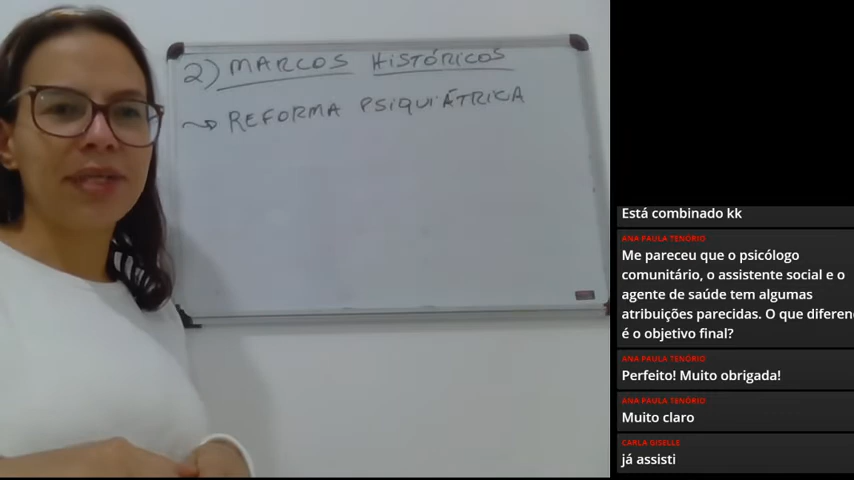 2) MARCOS HISTÓRICOS
~> REFORMA PSIQUIÁTRICA
Está combinado kk
ANA PAULA TENÓRIO
Me pareceu que o psicólogo
comunitário, o assistente social e o
agente de saúde tem algumas
atribuições parecidas. O que diferen
é o objetivo final?
ANA PAULA TENÓRIO
Perfeito! Muito obrigada!
ANA PAULA TENÓRIO
Muito claro
CARLA GISELLE
já assisti